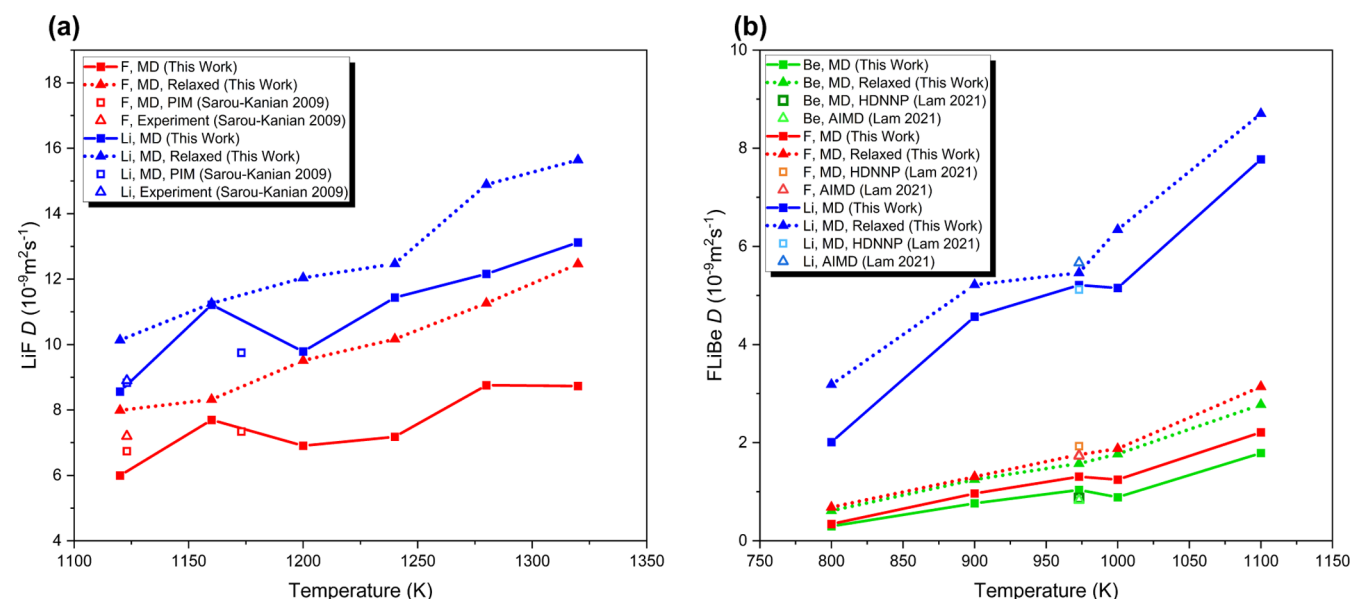 (a)
LiF D (10⁻⁹m²s⁻¹)
18
16
14
12
10
8
6
4
F, MD (This Work)
F, MD, Relaxed (This Work)
F, MD, PIM (Sarou-Kanian 2009)
F, Experiment (Sarou-Kanian 2009)
Li, MD (This Work)
Li, MD, Relaxed (This Work)
Li, MD, PIM (Sarou-Kanian 2009)
Li, Experiment (Sarou-Kanian 2009)
1100 1150 1200 1250 1300 1350
Temperature (K)
(b)
FLiBe D (10⁻⁹m²s⁻¹)
10
8
6
4
2
0
Be, MD (This Work)
Be, MD, Relaxed (This Work)
Be, MD, HDNNP (Lam 2021)
Be, AIMD (Lam 2021)
F, MD (This Work)
F, MD, Relaxed (This Work)
F, MD, HDNNP (Lam 2021)
F, AIMD (Lam 2021)
Li, MD (This Work)
Li, MD, Relaxed (This Work)
Li, MD, HDNNP (Lam 2021)
Li, AIMD (Lam 2021)
750 800 850 900 950 1000 1050 1100 1150
Temperature (K)